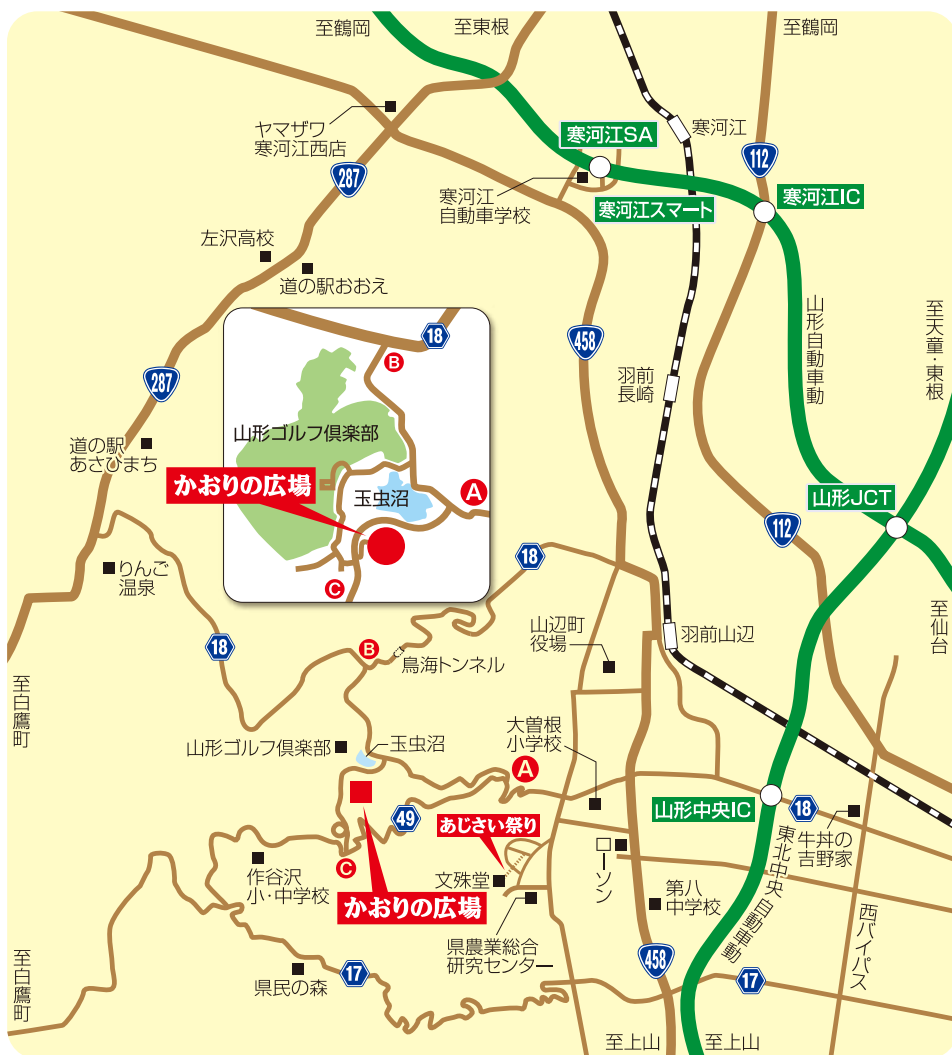 至鶴岡
至東根
至鶴岡
ヤマザワ
寒河江西店
287
寒河江SA
寒河江
112
寒河江
自動車学校
寒河江スマート
寒河江IC
左沢高校
道の駅おおえ
18
B
458
山形自動車動
至天童・東根
羽前
長崎
287
山形ゴルフ倶楽部
道の駅
あさひまち
かおりの広場
玉虫沼
A
山形JCT
112
C
18
りんご
温泉
至仙台
山辺町
役場
羽前山辺
18
B
鳥海トンネル
至白鷹町
山形ゴルフ倶楽部
玉虫沼
大曽根
小学校
A
山形中央IC
18
49
あじさい祭り
牛丼の
吉野家
ローソン
C
作谷沢
小・中学校
文殊堂
第八
中学校
東北中央自動車動
かおりの広場
西バイパス
県農業総合
研究センター
458
至白鷹町
県民の森
17
17
至上山
至上山